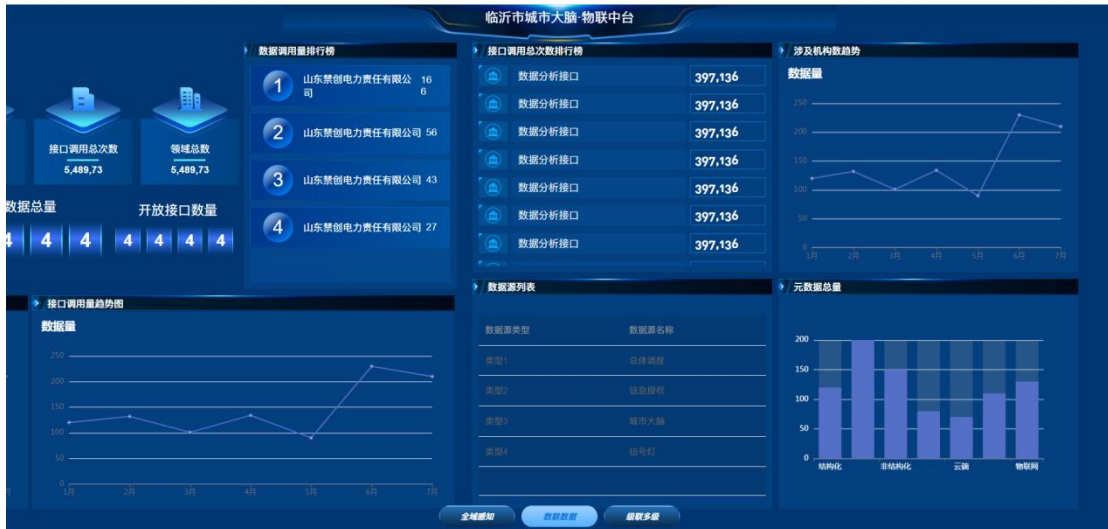 临沂市城市大脑·物联中台
接口调用总次数
5,489,73
领域总数
5,489,73
数据总量
4 4 4
开放接口数量
4 4 4 4
数据调用量排行榜
1 山东禁创电力责任有限公 16
司 6
2 山东禁创电力责任有限公司 56
3 山东禁创电力责任有限公司 43
4 山东禁创电力责任有限公司 27
接口调用总次数排行榜
数据分析接口 397,136
数据分析接口 397,136
数据分析接口 397,136
数据分析接口 397,136
数据分析接口 397,136
数据分析接口 397,136
数据分析接口 397,136
涉及机构数趋势
数据量
250
200
150
100
50
0
1月 2月 3月 4月 5月 6月 7月
接口调用量趋势图
数据量
250
200
150
100
50
0
1月 2月 3月 4月 5月 6月 7月
数据源列表
数据源类型 数据源名称
类型1 总体调度
类型2 信息授权
类型3 城市大脑
类型4 信号灯
元数据总量
200
150
100
50
0
结构化 非结构化 云端 物联网
全域感知 数联数据 级联多级